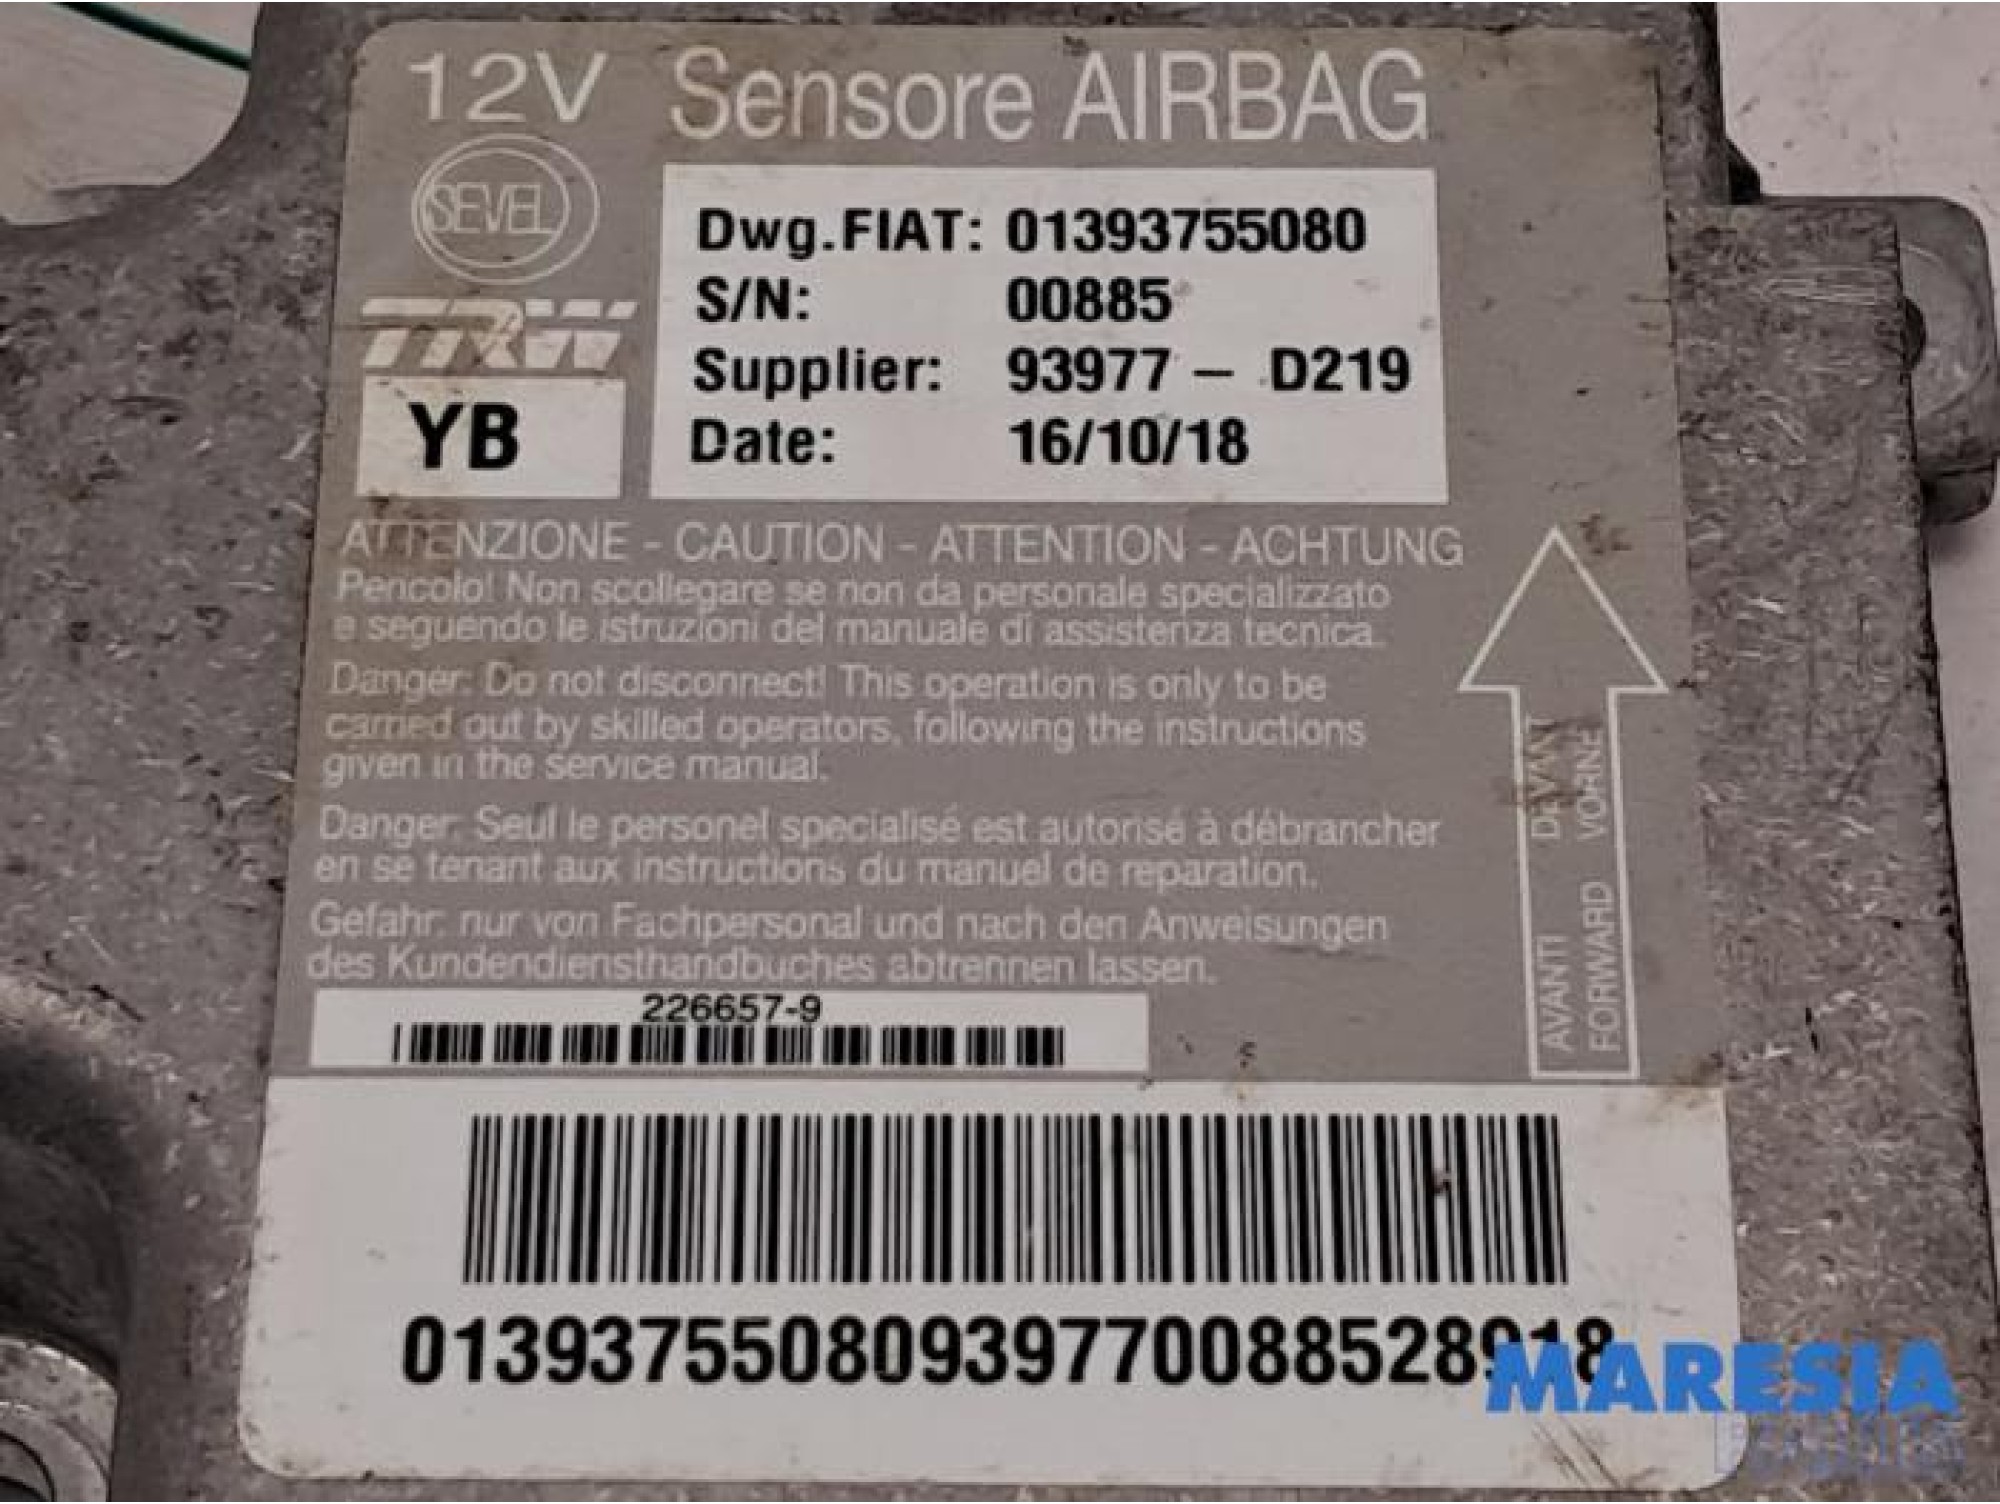 12V Sensore AIRBAG
SEVEL
TRW
YB
Dwg.FIAT: 01393755080
S/N: 00885
Supplier: 93977 - D219
Date: 16/10/18
ATTENZIONE - CAUTION - ATTENTION - ACHTUNG
Pericolo! Non scollegare se non da personale specializzato
e seguendo le istruzioni del manuale di assistenza tecnica.
Danger: Do not disconnect! This operation is only to be
carried out by skilled operators, following the instructions
given in the service manual.
Danger: Seul le personel specialisé est autorisé à débrancher
en se tenant aux instructions du manuel de reparation.
Gefahr: nur von Fachpersonal und nach den Anweisungen
des Kundendiensthandbuches abtrennen lassen.
AVANTI DEVANT
FORWARD VORNE
226657-9
01393755080939770088528918
MARESIA